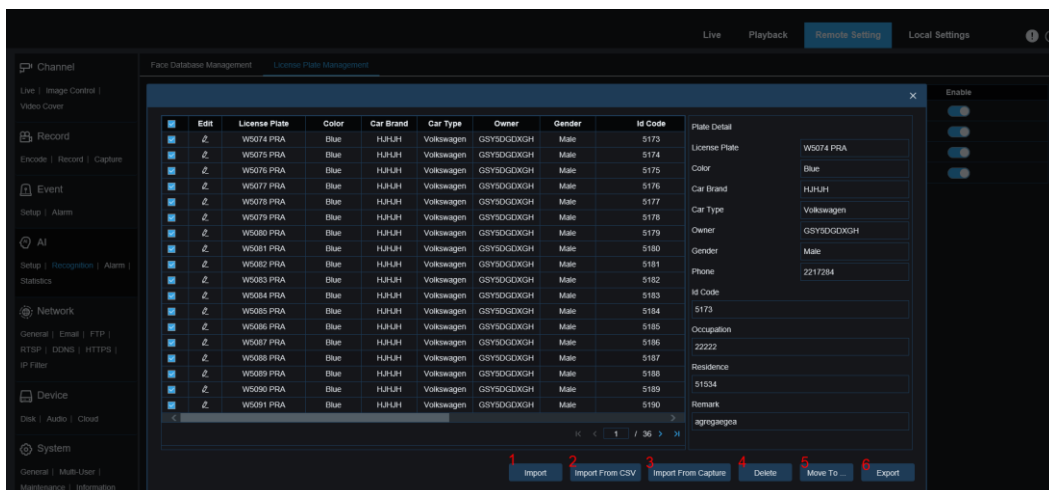 Live Playback Remote Setting Local Settings
Channel
Live | Image Control |
Video Cover
Record
Encode | Record | Capture
Event
Setup | Alarm
AI
Setup | Recognition | Alarm |
Statistics
Network
General | Email | FTP |
RTSP | DDNS | HTTPS |
IP Filter
Device
Disk | Audio | Cloud
System
General | Multi-User |
Maintenance | Information
Face Database Management License Plate Management
Enable
Edit License Plate Color Car Brand Car Type Owner Gender Id Code
W5074 PRA Blue HJHJH Volkswagen GSY5DGDXGH Male 5173
W5075 PRA Blue HJHJH Volkswagen GSY5DGDXGH Male 5174
W5076 PRA Blue HJHJH Volkswagen GSY5DGDXGH Male 5175
W5077 PRA Blue HJHJH Volkswagen GSY5DGDXGH Male 5176
W5078 PRA Blue HJHJH Volkswagen GSY5DGDXGH Male 5177
W5079 PRA Blue HJHJH Volkswagen GSY5DGDXGH Male 5178
W5080 PRA Blue HJHJH Volkswagen GSY5DGDXGH Male 5179
W5081 PRA Blue HJHJH Volkswagen GSY5DGDXGH Male 5180
W5082 PRA Blue HJHJH Volkswagen GSY5DGDXGH Male 5181
W5083 PRA Blue HJHJH Volkswagen GSY5DGDXGH Male 5182
W5084 PRA Blue HJHJH Volkswagen GSY5DGDXGH Male 5183
W5085 PRA Blue HJHJH Volkswagen GSY5DGDXGH Male 5184
W5086 PRA Blue HJHJH Volkswagen GSY5DGDXGH Male 5185
W5087 PRA Blue HJHJH Volkswagen GSY5DGDXGH Male 5186
W5088 PRA Blue HJHJH Volkswagen GSY5DGDXGH Male 5187
W5089 PRA Blue HJHJH Volkswagen GSY5DGDXGH Male 5188
W5090 PRA Blue HJHJH Volkswagen GSY5DGDXGH Male 5189
W5091 PRA Blue HJHJH Volkswagen GSY5DGDXGH Male 5190
1 / 36
Plate Detail
License Plate W5074 PRA
Color Blue
Car Brand HJHJH
Car Type Volkswagen
Owner GSY5DGDXGH
Gender Male
Phone 2217284
Id Code
5173
Occupation
22222
Residence
51534
Remark
agregaegea
1 2 3 4 5 6
Import Import From CSV Import From Capture Delete Move To ... Export